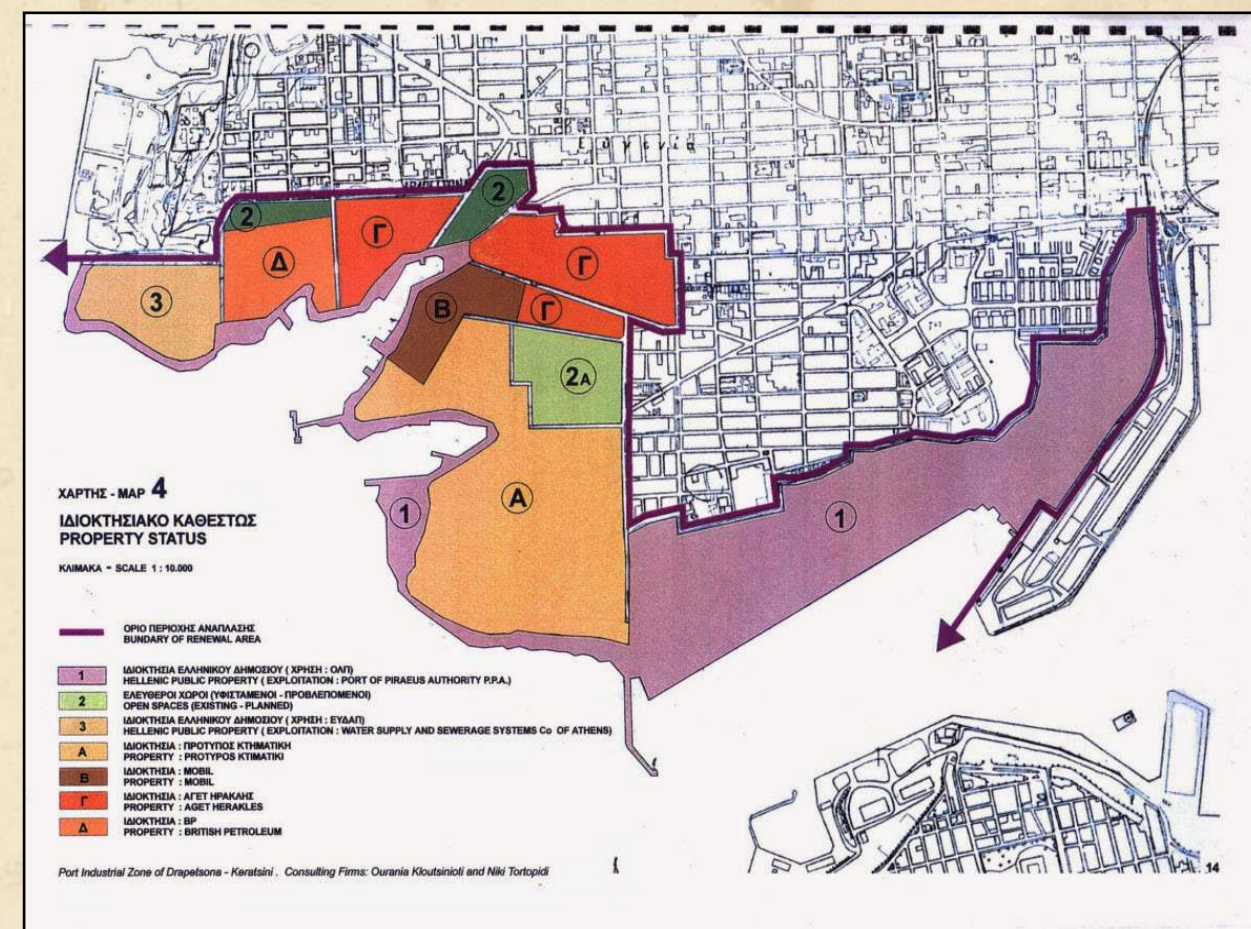 Ευγενία
2
2
Γ
Δ
Γ
3
Β
Γ
2Α
Α
1
1
ΧΑΡΤΗΣ - MAP 4
ΙΔΙΟΚΤΗΣΙΑΚΟ ΚΑΘΕΣΤΩΣ
PROPERTY STATUS
ΚΛΙΜΑΚΑ - SCALE 1 : 10.000
ΟΡΙΟ ΠΕΡΙΟΧΗΣ ΑΝΑΠΛΑΣΗΣ
BUNDARY OF RENEWAL AREA
1 ΙΔΙΟΚΤΗΣΙΑ ΕΛΛΗΝΙΚΟΥ ΔΗΜΟΣΙΟΥ ( ΧΡΗΣΗ : ΟΛΠ)
HELLENIC PUBLIC PROPERTY ( EXPLOITATION : PORT OF PIRAEUS AUTHORITY P.P.A.)
2 ΕΛΕΥΘΕΡΟΙ ΧΩΡΟΙ (ΥΦΙΣΤΑΜΕΝΟΙ - ΠΡΟΒΛΕΠΟΜΕΝΟΙ)
OPEN SPACES (EXISTING - PLANNED)
3 ΙΔΙΟΚΤΗΣΙΑ ΕΛΛΗΝΙΚΟΥ ΔΗΜΟΣΙΟΥ ( ΧΡΗΣΗ : ΕΥΔΑΠ)
HELLENIC PUBLIC PROPERTY ( EXPLOITATION : WATER SUPPLY AND SEWERAGE SYSTEMS Co OF ATHENS)
Α ΙΔΙΟΚΤΗΣΙΑ : ΠΡΟΤΥΠΟΣ ΚΤΗΜΑΤΙΚΗ
PROPERTY : PROTYPOS KTIMATIKI
Β ΙΔΙΟΚΤΗΣΙΑ : MOBIL
PROPERTY : MOBIL
Γ ΙΔΙΟΚΤΗΣΙΑ : ΑΓΕΤ ΗΡΑΚΛΗΣ
PROPERTY : AGET HERAKLES
Δ ΙΔΙΟΚΤΗΣΙΑ : BP
PROPERTY : BRITISH PETROLEUM
Port Industrial Zone of Drapetsona - Keratsini . Consulting Firms: Ourania Kloutsinioti and Niki Tortopidi
14